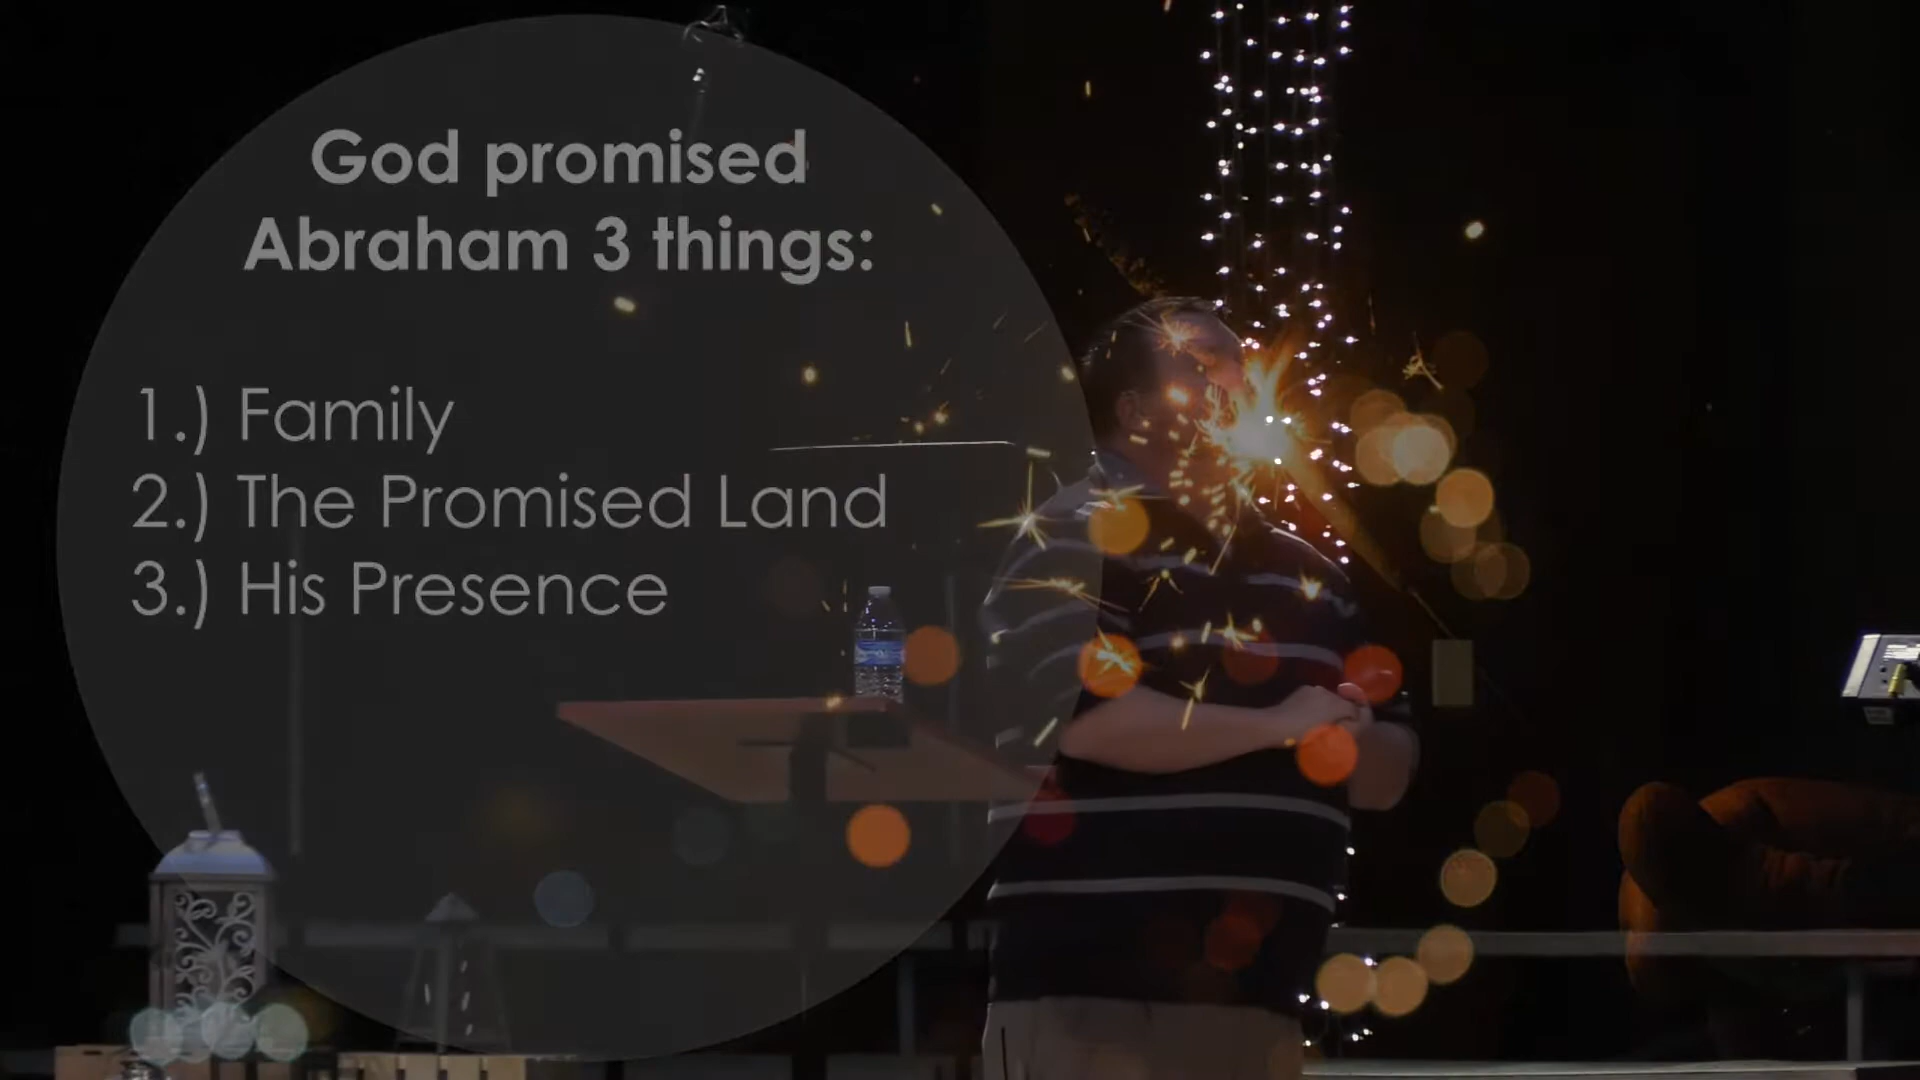 God promised
Abraham 3 things:
1.) Family
2.) The Promised Land
3.) His Presence